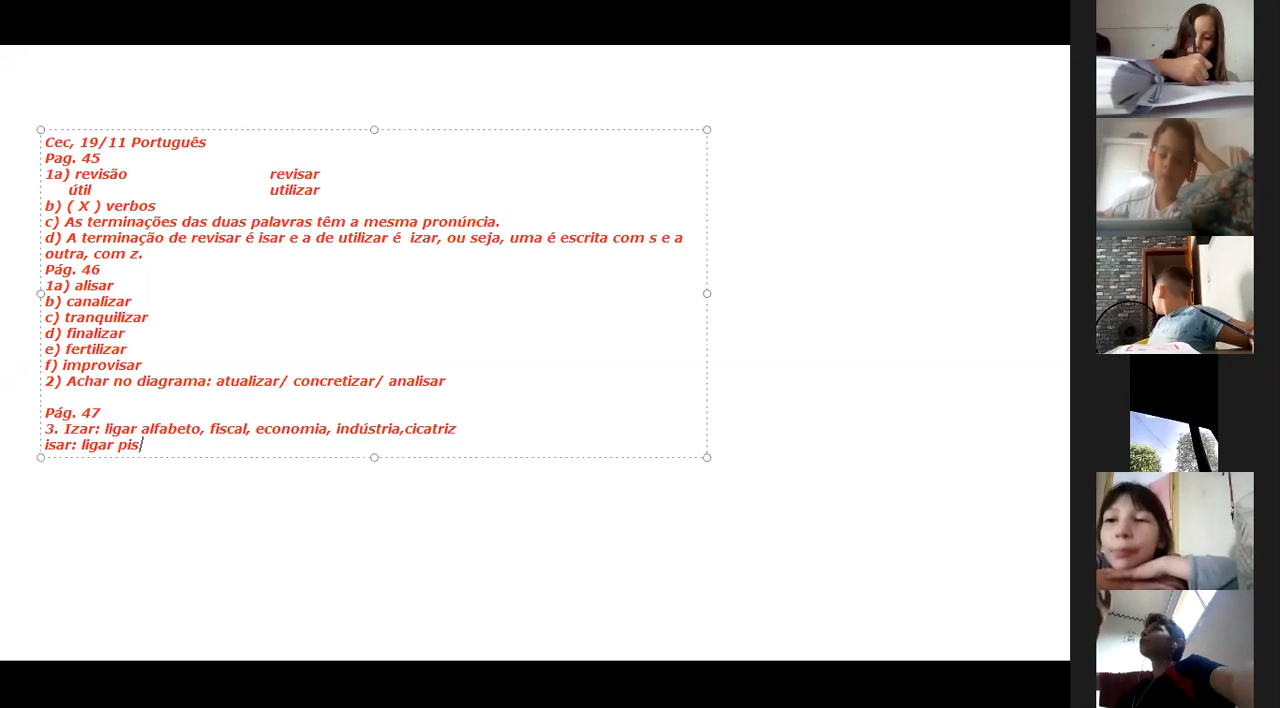 Cec, 19/11 Português
Pag. 45
1a) revisão revisar
útil utilizar
b) ( X ) verbos
c) As terminações das duas palavras têm a mesma pronúncia.
d) A terminação de revisar é isar e a de utilizar é izar, ou seja, uma é escrita com s e a
outra, com z.
Pág. 46
1a) alisar
b) canalizar
c) tranquilizar
d) finalizar
e) fertilizar
f) improvisar
2) Achar no diagrama: atualizar/ concretizar/ analisar
Pág. 47
3. Izar: ligar alfabeto, fiscal, economia, indústria,cicatriz
isar: ligar pis